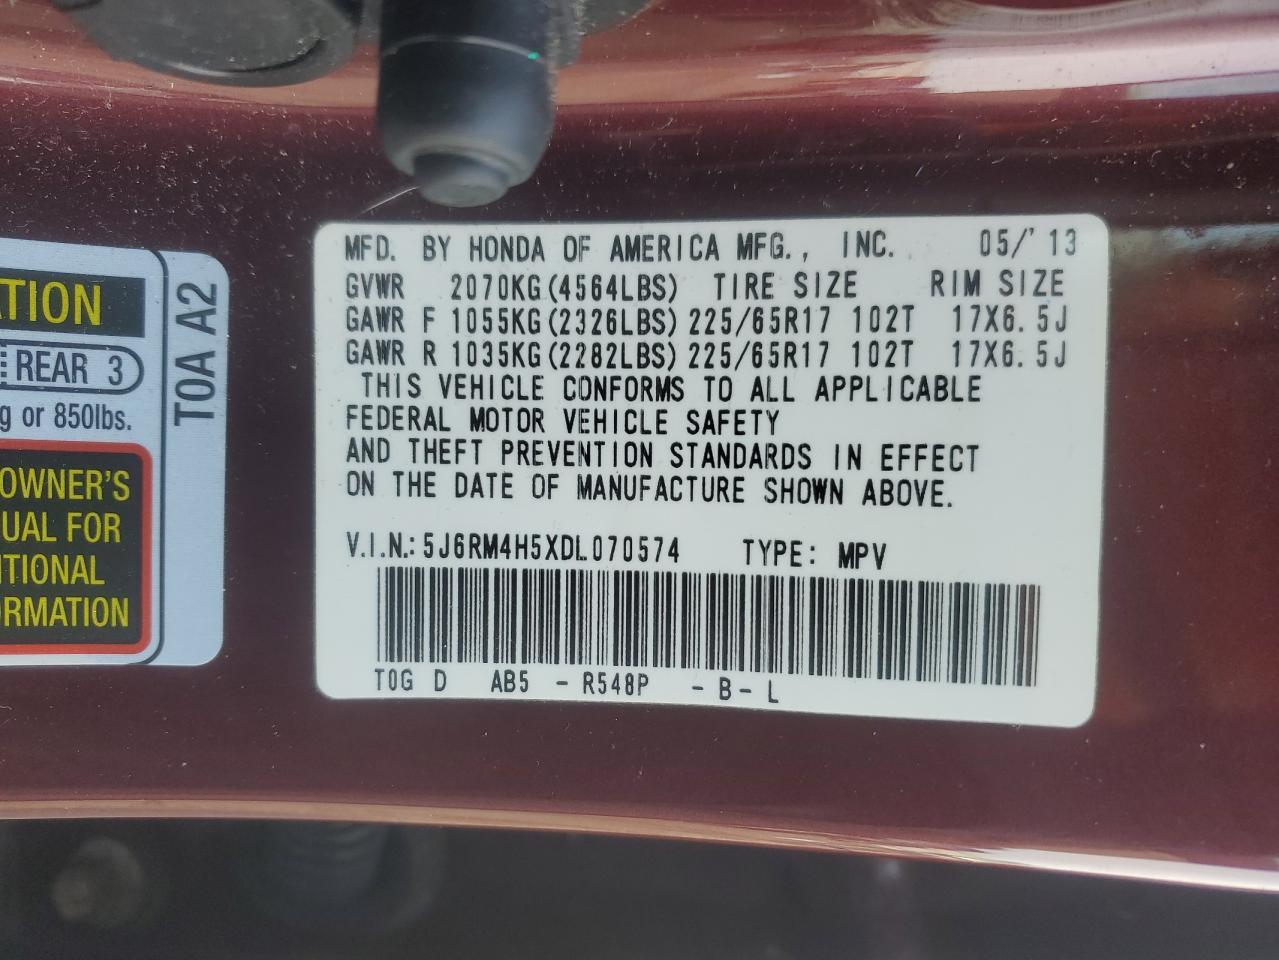 TION
REAR 3
g or 850lbs.
OWNER'S
UAL FOR
ITIONAL
ORMATION
T0A A2
MFD. BY HONDA OF AMERICA MFG., INC. 05/'13
GVWR 2070KG(4564LBS) TIRE SIZE RIM SIZE
GAWR F 1055KG(2326LBS) 225/65R17 102T 17X6.5J
GAWR R 1035KG(2282LBS) 225/65R17 102T 17X6.5J
THIS VEHICLE CONFORMS TO ALL APPLICABLE
FEDERAL MOTOR VEHICLE SAFETY
AND THEFT PREVENTION STANDARDS IN EFFECT
ON THE DATE OF MANUFACTURE SHOWN ABOVE.
V.I.N.: 5J6RM4H5XDL070574 TYPE: MPV
T0G D AB5 - R548P - B - L